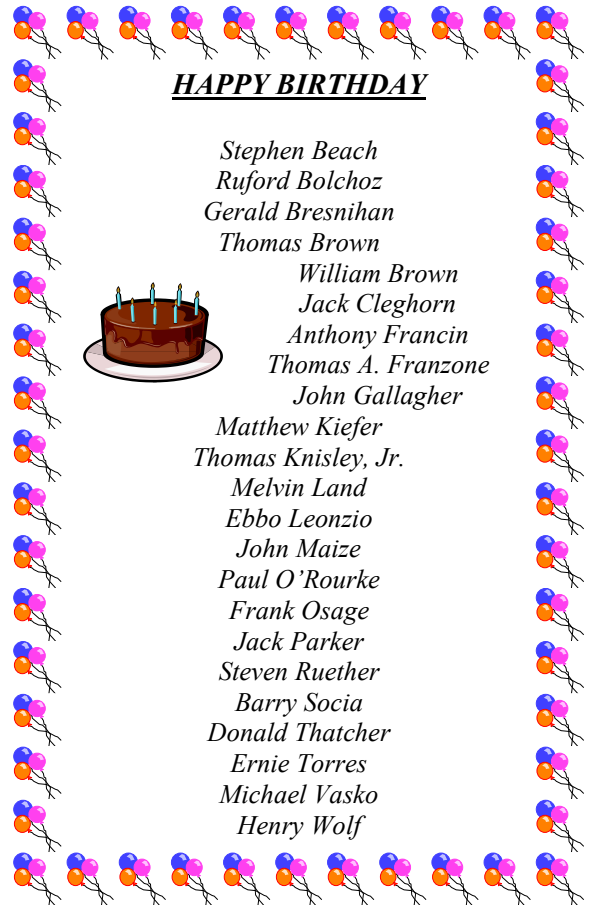 HAPPY BIRTHDAY
Stephen Beach
Ruford Bolchoz
Gerald Bresnihan
Thomas Brown
William Brown
Jack Cleghorn
Anthony Francin
Thomas A. Franzone
John Gallagher
Matthew Kiefer
Thomas Knisley, Jr.
Melvin Land
Ebbo Leonzio
John Maize
Paul O’Rourke
Frank Osage
Jack Parker
Steven Ruether
Barry Socia
Donald Thatcher
Ernie Torres
Michael Vasko
Henry Wolf